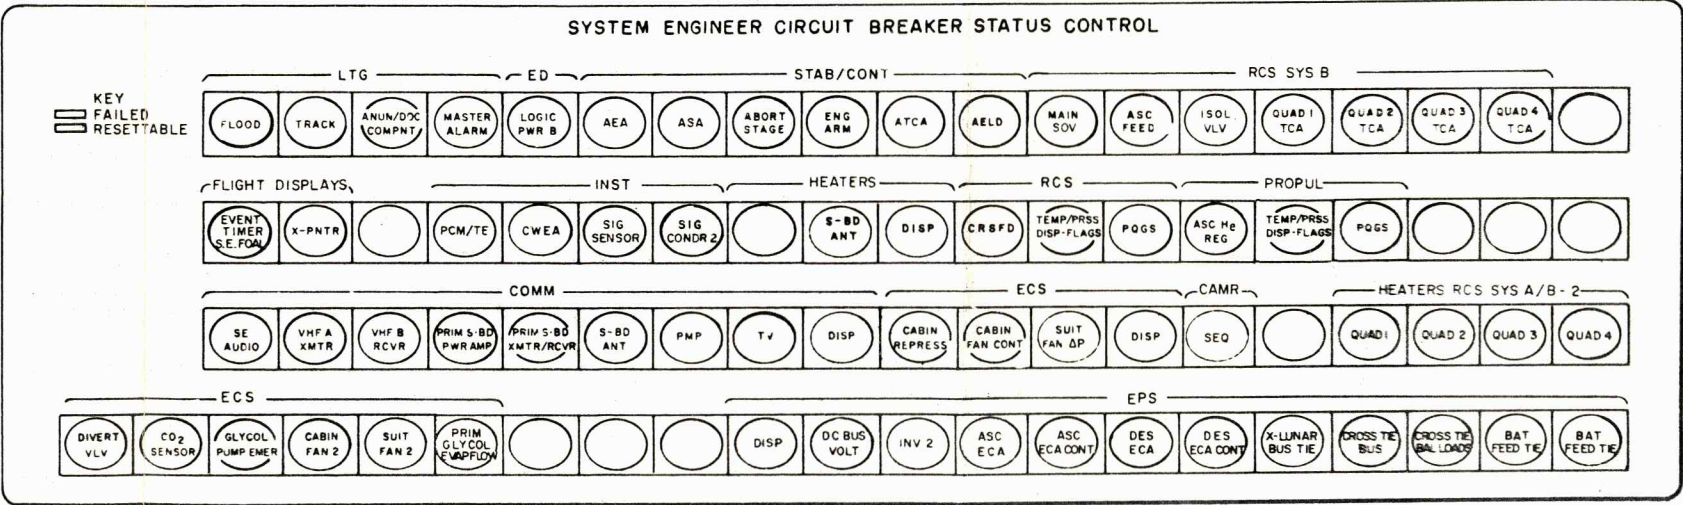 SYSTEM ENGINEER CIRCUIT BREAKER STATUS CONTROL
KEY
FAILED
RESETTABLE
LTG ED STAB/CONT RCS SYS B
FLOOD
TRACK
ANUN/DOC
COMPNT
MASTER
ALARM
LOGIC
PWR B
AEA
ASA
ABORT
STAGE
ENG
ARM
ATCA
AELD
MAIN
SOV
ASC
FEED
ISOL
VLV
QUAD 1
TCA
QUAD 2
TCA
QUAD 3
TCA
QUAD 4
TCA
FLIGHT DISPLAYS INST HEATERS RCS PROPUL
EVENT
TIMER
S.E. FOAL
X-PNTR
PCM/TE
CWEA
SIG
SENSOR
SIG
CONDR 2
S-BD
ANT
DISP
CRSFD
TEMP/PRSS
DISP-FLAGS
PQGS
ASC He
REG
TEMP/PRSS
DISP-FLAGS
PQGS
COMM ECS CAMR HEATERS RCS SYS A/B-2
SE
AUDIO
VHF A
XMTR
VHF B
RCVR
PRIM S-BD
PWR AMP
PRIM S-BD
XMTR/RCVR
S-BD
ANT
PMP
TV
DISP
CABIN
REPRESS
CABIN
FAN CONT
SUIT
FAN ΔP
DISP
SEQ
QUAD 1
QUAD 2
QUAD 3
QUAD 4
ECS EPS
DIVERT
VLV
CO2
SENSOR
GLYCOL
PUMP EMER
CABIN
FAN 2
SUIT
FAN 2
PRIM
GLYCOL
EVAP FLOW
DISP
DC BUS
VOLT
INV 2
ASC
ECA
ASC
ECA CONT
DES
ECA
DES
ECA CONT
X-LUNAR
BUS TIE
CROSS TIE
BUS
CROSS TIE
BAL LOADS
BAT
FEED TIE
BAT
FEED TIE